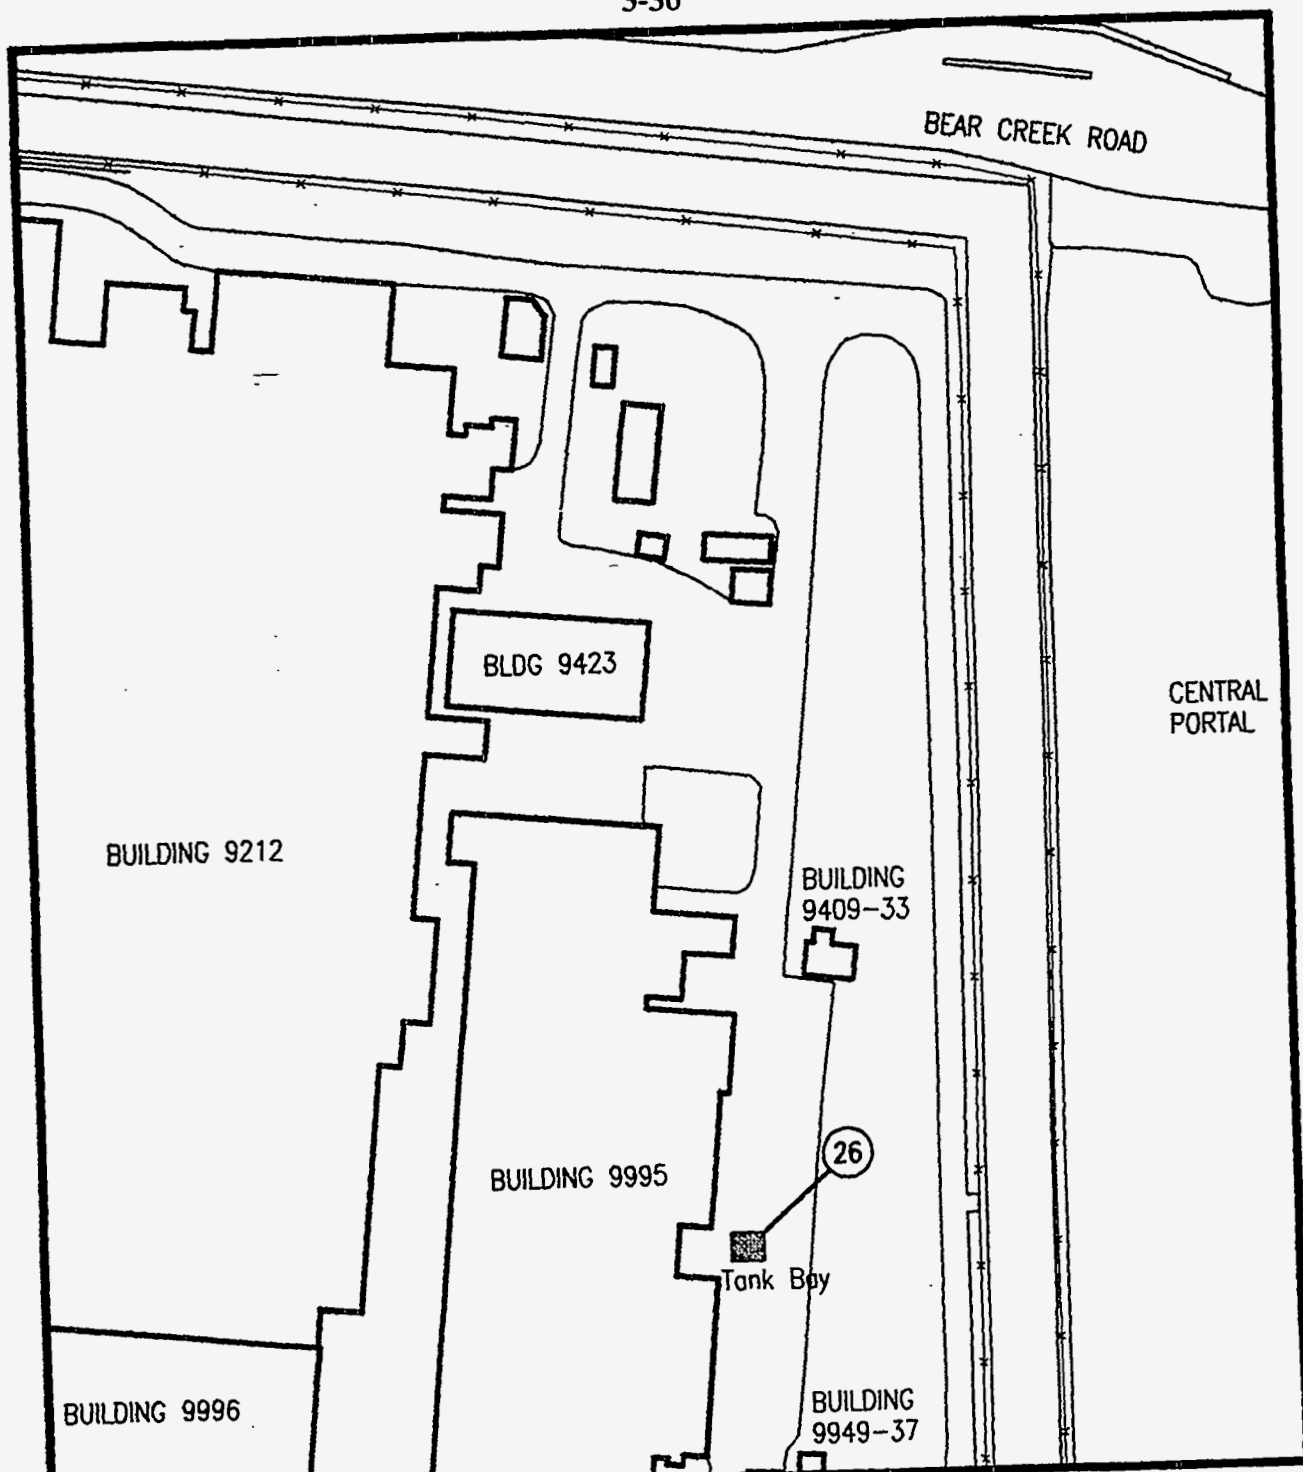 BEAR CREEK ROAD
BLDG 9423
CENTRAL
PORTAL
BUILDING 9212
BUILDING
9409-33
26
BUILDING 9995
Tank Bay
BUILDING 9996
BUILDING
9949-37